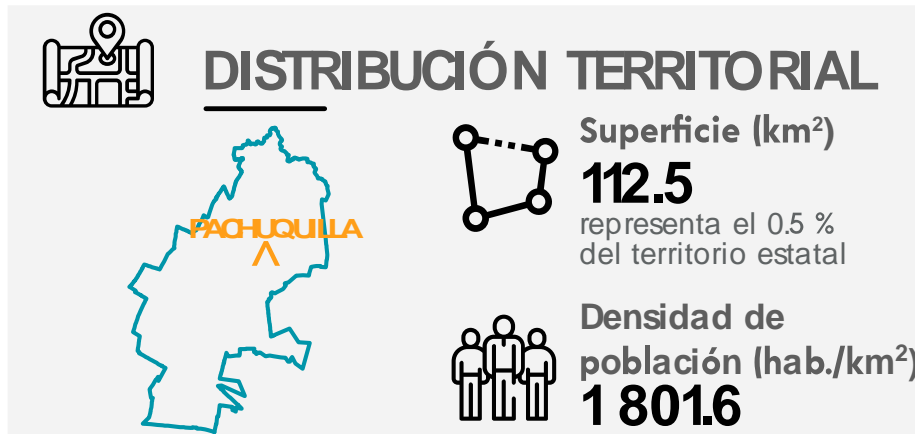 DISTRIBUCIÓN TERRITORIAL
PACHUQUILLA
Superficie (km²)
112.5
representa el 0.5 %
del territorio estatal
Densidad de
población (hab./km²)
1 801.6